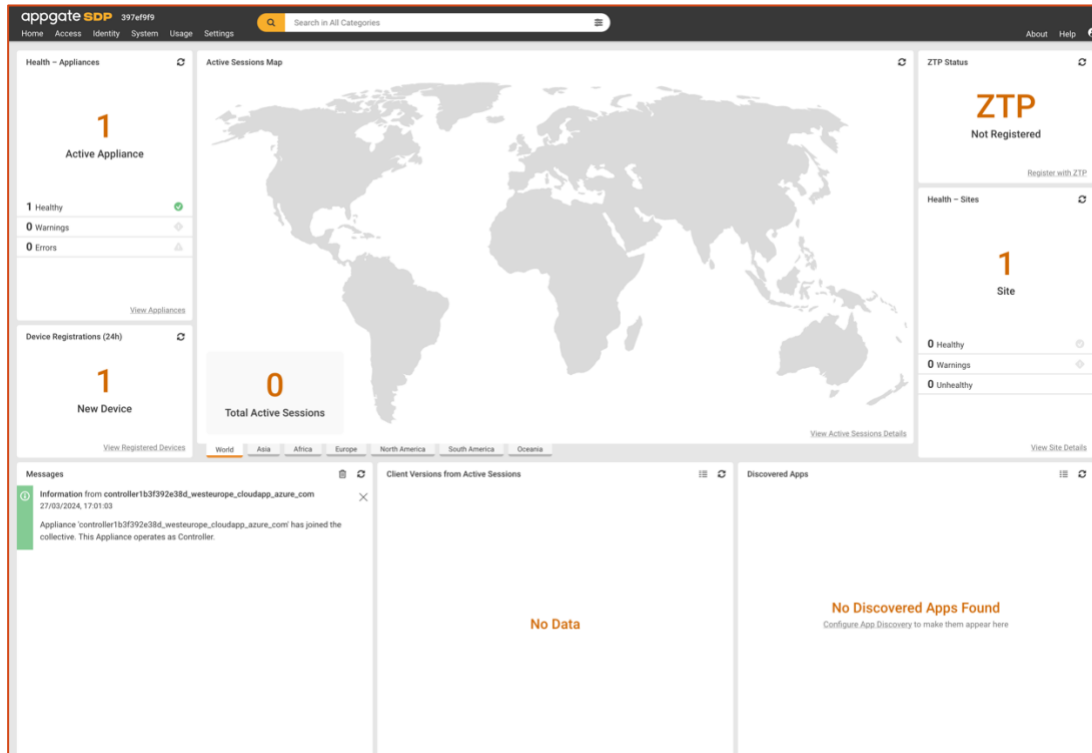 appgate SDP 397ef9f9
Search in All Categories
Home Access Identity System Usage Settings
About Help
Health – Appliances
1
Active Appliance
1 Healthy
0 Warnings
0 Errors
View Appliances
Device Registrations (24h)
1
New Device
View Registered Devices
Active Sessions Map
0
Total Active Sessions
View Active Sessions Details
World Asia Africa Europe North America South America Oceania
ZTP Status
ZTP
Not Registered
Register with ZTP
Health – Sites
1
Site
0 Healthy
0 Warnings
0 Unhealthy
View Site Details
Messages
Information from controller1b3f392e38d_westeurope_cloudapp_azure_com
27/03/2024, 17:01:03
Appliance 'controller1b3f392e38d_westeurope_cloudapp_azure_com' has joined the
collective. This Appliance operates as Controller.
Client Versions from Active Sessions
No Data
Discovered Apps
No Discovered Apps Found
Configure App Discovery to make them appear here